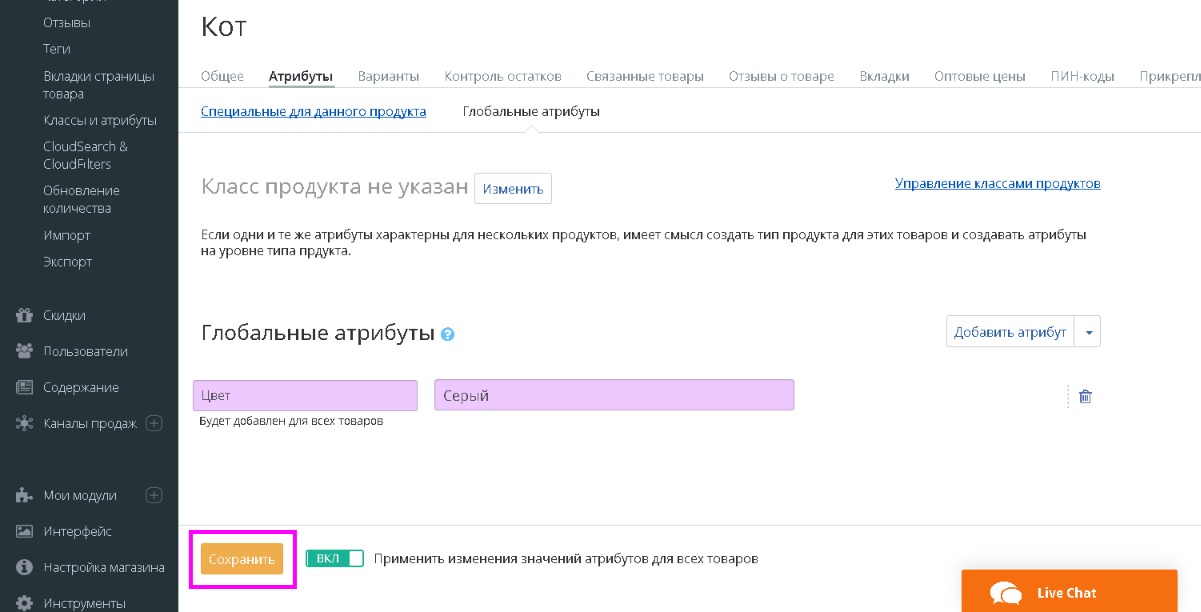 Отзывы
Теги
Вкладки страницы
товара
Классы и атрибуты
CloudSearch &
CloudFilters
Обновление
количества
Импорт
Экспорт
Скидки
Пользователи
Содержание
Каналы продаж
Мои модули
Интерфейс
Настройка магазина
Инструменты
Кот
Общее Атрибуты Варианты Контроль остатков Связанные товары Отзывы о товаре Вкладки Оптовые цены ПИН-коды Прикрепл
Специальные для данного продукта Глобальные атрибуты
Класс продукта не указан Изменить Управление классами продуктов
Если одни и те же атрибуты характерны для нескольких продуктов, имеет смысл создать тип продукта для этих товаров и создавать атрибуты
на уровне типа прдукта.
Глобальные атрибуты ? Добавить атрибут
Цвет Серый
Будет добавлен для всех товаров
Сохранить ВКЛ Применить изменения значений атрибутов для всех товаров
Live Chat